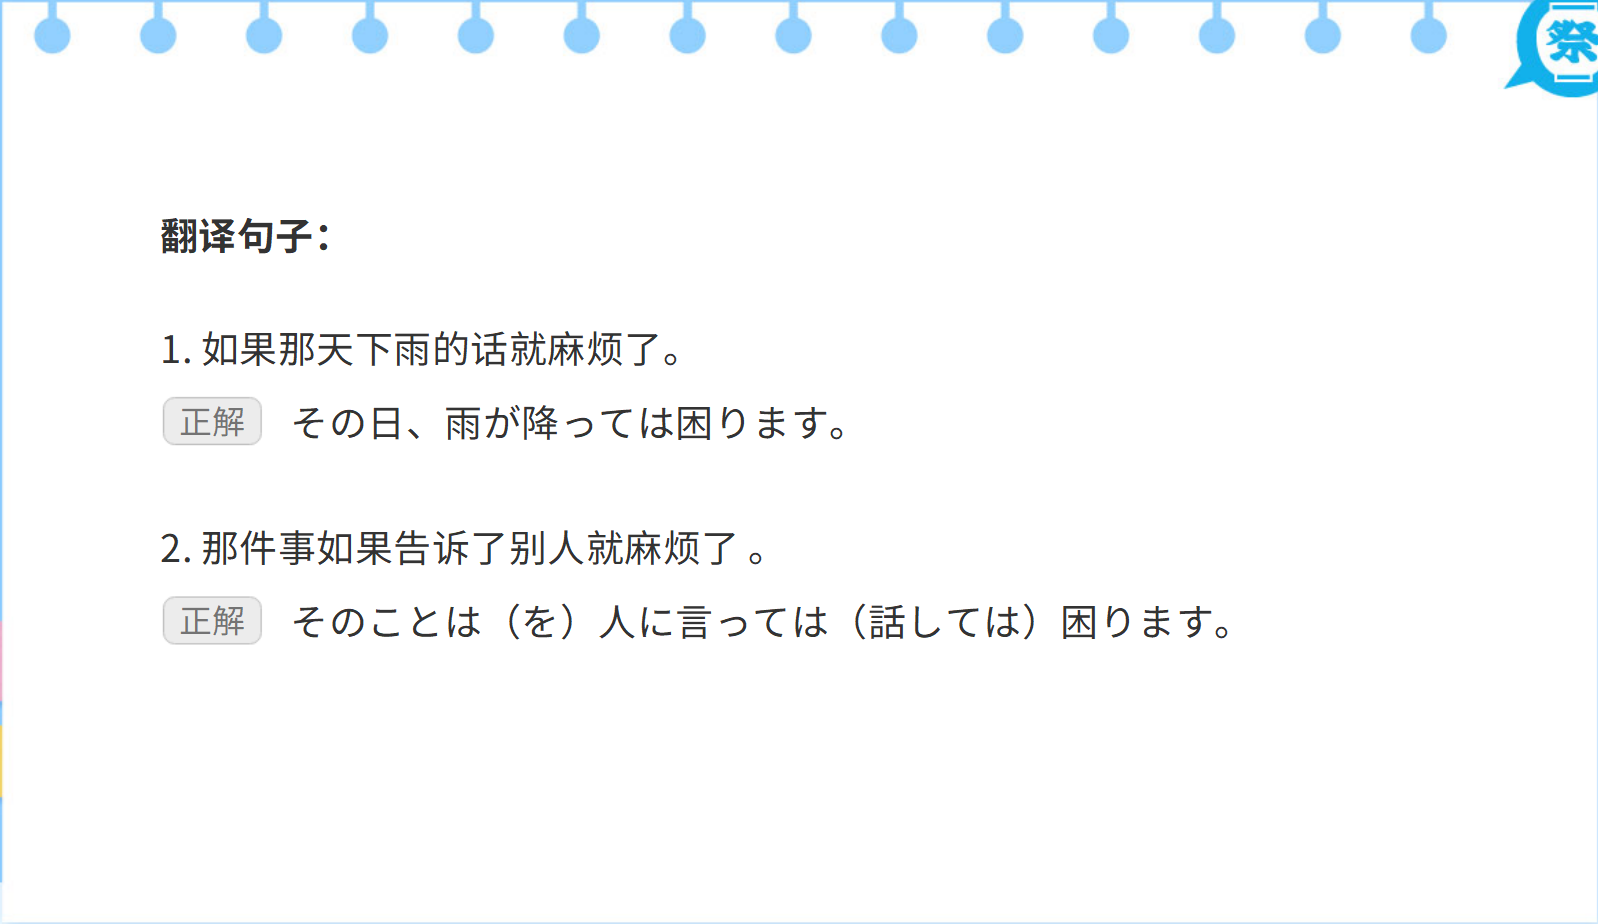 祭
翻译句子：
1. 如果那天下雨的话就麻烦了。
正解 その日、雨が降っては困ります。
2. 那件事如果告诉了别人就麻烦了 。
正解 そのことは（を）人に言っては（話しては）困ります。